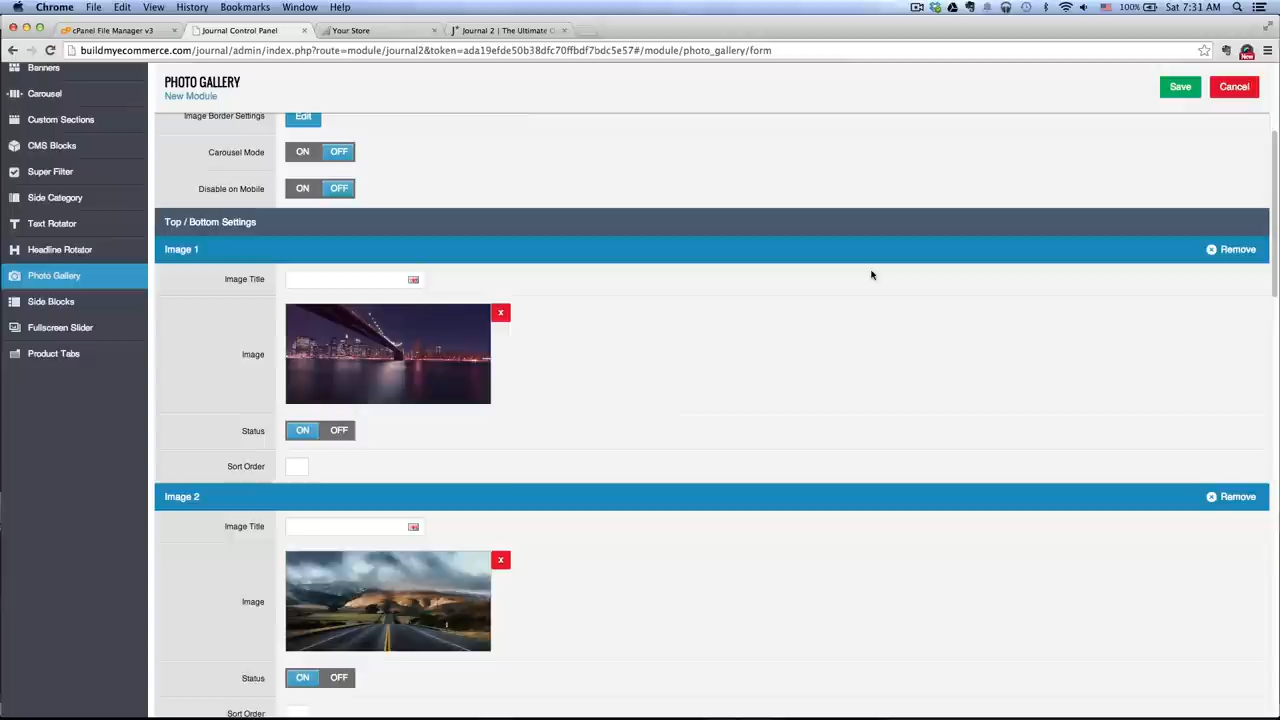 Chrome File Edit View History Bookmarks Window Help 100% Sat 7:31 AM
cPanel File Manager v3 × Journal Control Panel × Your Store × Journal 2 | The Ultimate O ×
buildmyecommerce.com/journal/admin/index.php?route=module/journal2&token=ada19efde50b38dfc70ffbdf7bdc5e57#/module/photo_gallery/form New
Banners
Carousel
Custom Sections
CMS Blocks
Super Filter
Side Category
Text Rotator
Headline Rotator
Photo Gallery
Side Blocks
Fullscreen Slider
Product Tabs
PHOTO GALLERY
New Module
Save Cancel
Image Border Settings Edit
Carousel Mode ON OFF
Disable on Mobile ON OFF
Top / Bottom Settings
Image 1 Remove
Image Title
Image x
Status ON OFF
Sort Order
Image 2 Remove
Image Title
Image x
Status ON OFF
Sort Order